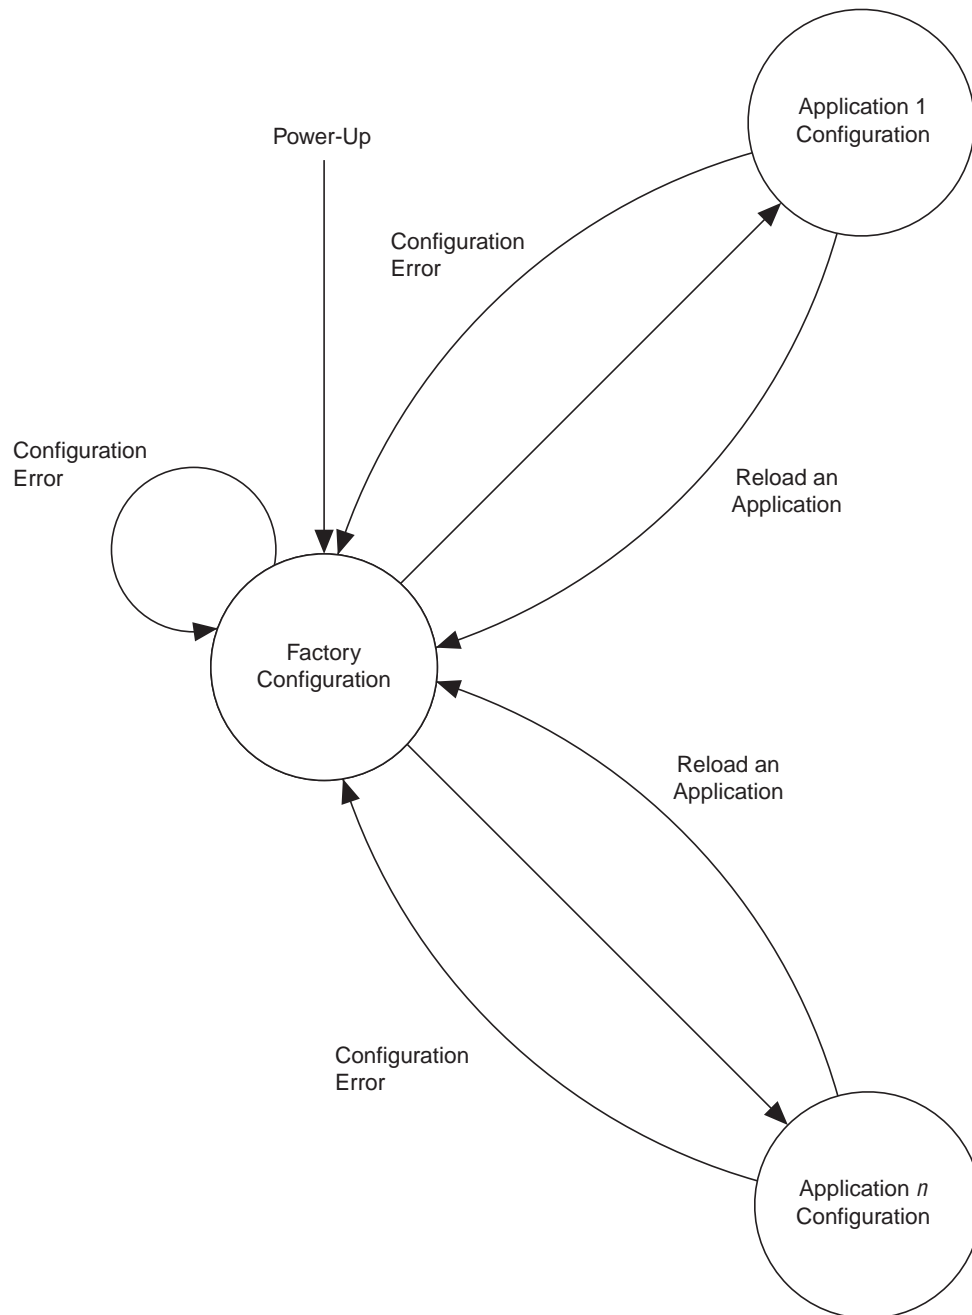 Application 1
Configuration
Power-Up
Configuration
Error
Configuration
Error
Reload an
Application
Factory
Configuration
Reload an
Application
Configuration
Error
Application n
Configuration